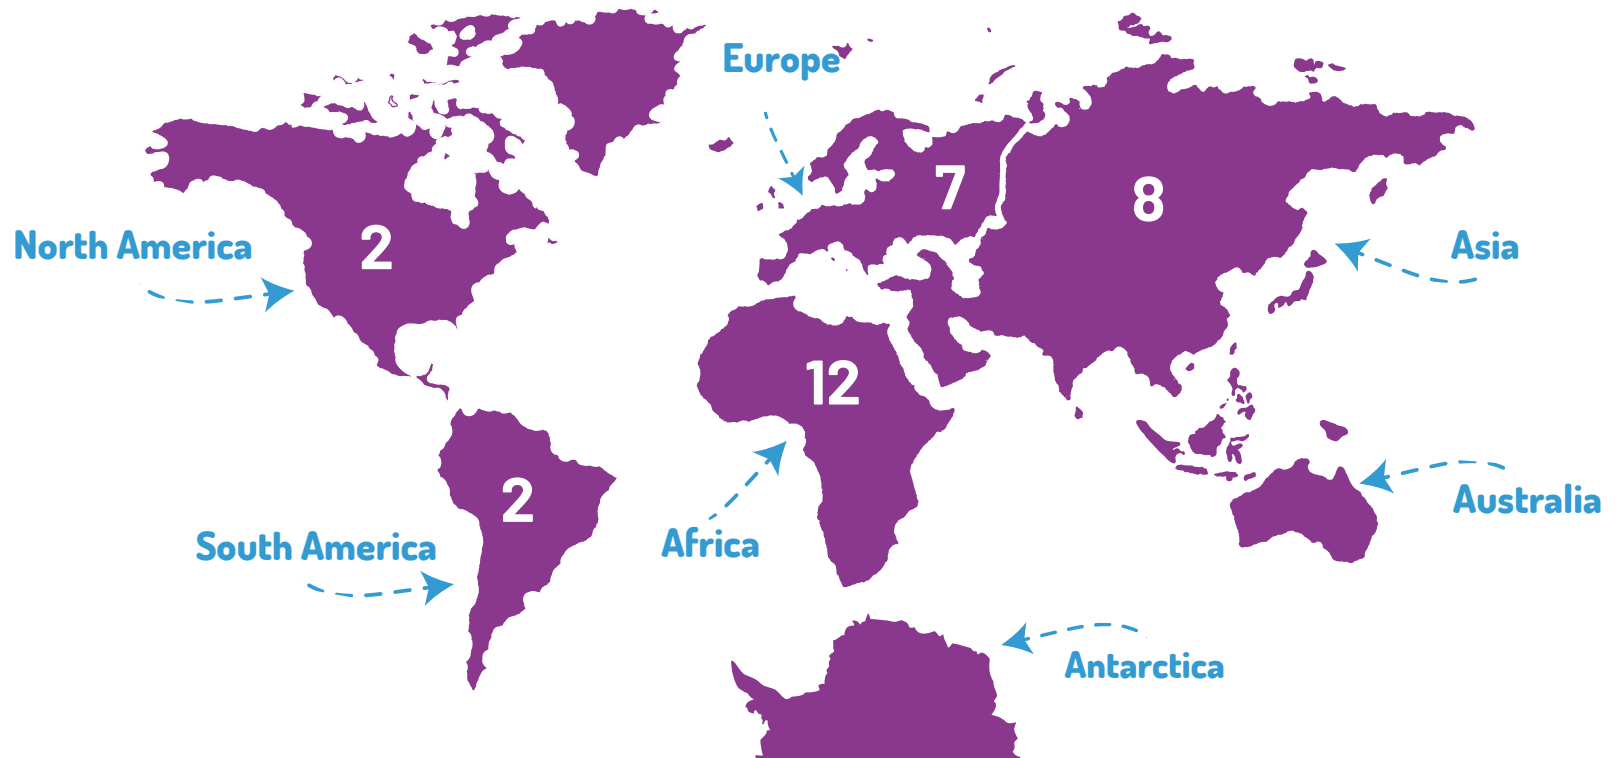 Europe
7
8
2
North America
Asia
12
2
Australia
South America
Africa
Antarctica